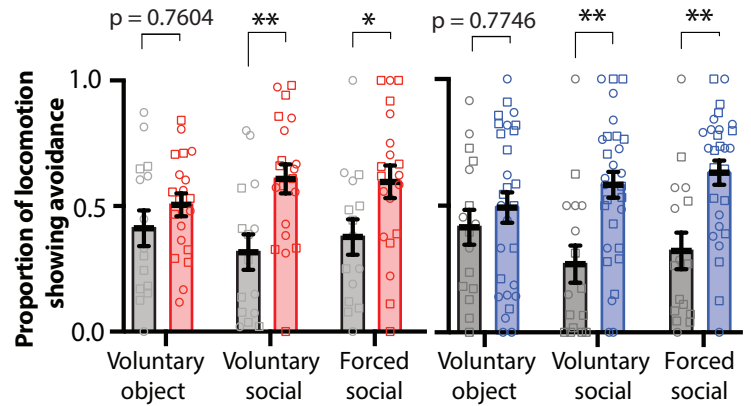 p = 0.7604
**
*
p = 0.7746
**
**
Proportion of locomotion
showing avoidance
1.0
0.5
0.0
Voluntary
object
Voluntary
social
Forced
social
Voluntary
object
Voluntary
social
Forced
social